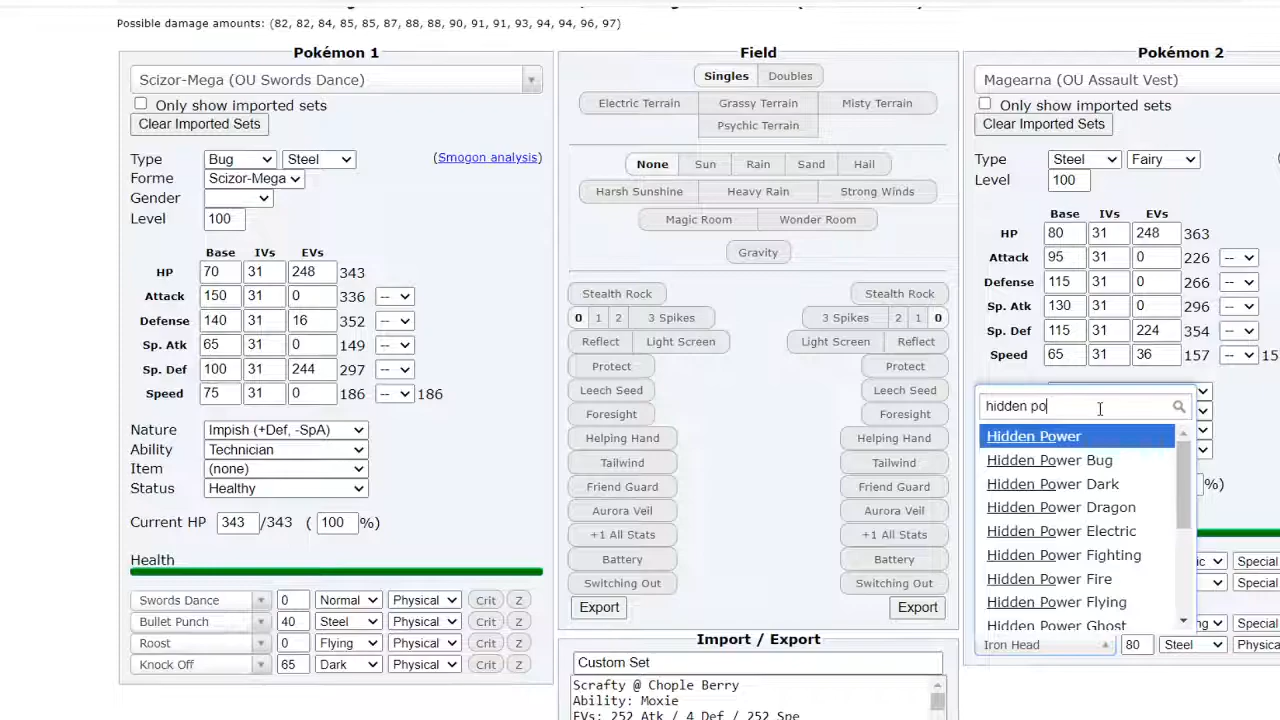 Possible damage amounts: (82, 82, 84, 85, 85, 87, 88, 88, 90, 91, 91, 93, 94, 94, 96, 97)
Pokémon 1
Scizor-Mega (OU Swords Dance)
Only show imported sets
Clear Imported Sets
Type Bug Steel (Smogon analysis)
Forme Scizor-Mega
Gender
Level 100
Base IVs EVs
HP 70 31 248 343
Attack 150 31 0 336 --
Defense 140 31 16 352 --
Sp. Atk 65 31 0 149 --
Sp. Def 100 31 244 297 --
Speed 75 31 0 186 -- 186
Nature Impish (+Def, -SpA)
Ability Technician
Item (none)
Status Healthy
Current HP 343 /343 ( 100 %)
Health
Swords Dance 0 Normal Physical Crit Z
Bullet Punch 40 Steel Physical Crit Z
Roost 0 Flying Physical Crit Z
Knock Off 65 Dark Physical Crit Z
Field
Singles Doubles
Electric Terrain Grassy Terrain Misty Terrain
Psychic Terrain
None Sun Rain Sand Hail
Harsh Sunshine Heavy Rain Strong Winds
Magic Room Wonder Room
Gravity
Stealth Rock Stealth Rock
0 1 2 3 Spikes 3 Spikes 2 1 0
Reflect Light Screen Light Screen Reflect
Protect Protect
Leech Seed Leech Seed
Foresight Foresight
Helping Hand Helping Hand
Tailwind Tailwind
Friend Guard Friend Guard
Aurora Veil Aurora Veil
+1 All Stats +1 All Stats
Battery Battery
Switching Out Switching Out
Export Export
Import / Export
Custom Set
Scrafty @ Chople Berry
Ability: Moxie
EVs: 252 Atk / 4 Def / 252 Spe
Pokémon 2
Magearna (OU Assault Vest)
Only show imported sets
Clear Imported Sets
Type Steel Fairy (
Level 100
Base IVs EVs
HP 80 31 248 363
Attack 95 31 0 226 --
Defense 115 31 0 266 --
Sp. Atk 130 31 0 296 --
Sp. Def 115 31 224 354 --
Speed 65 31 36 157 -- 15
hidden po
Hidden Power
Hidden Power Bug
Hidden Power Dark
Hidden Power Dragon
Hidden Power Electric
%)
Hidden Power Fighting
Hidden Power Fire
Hidden Power Flying
Hidden Power Ghost
ic Special
Special
ng Special
Iron Head 80 Steel Physica